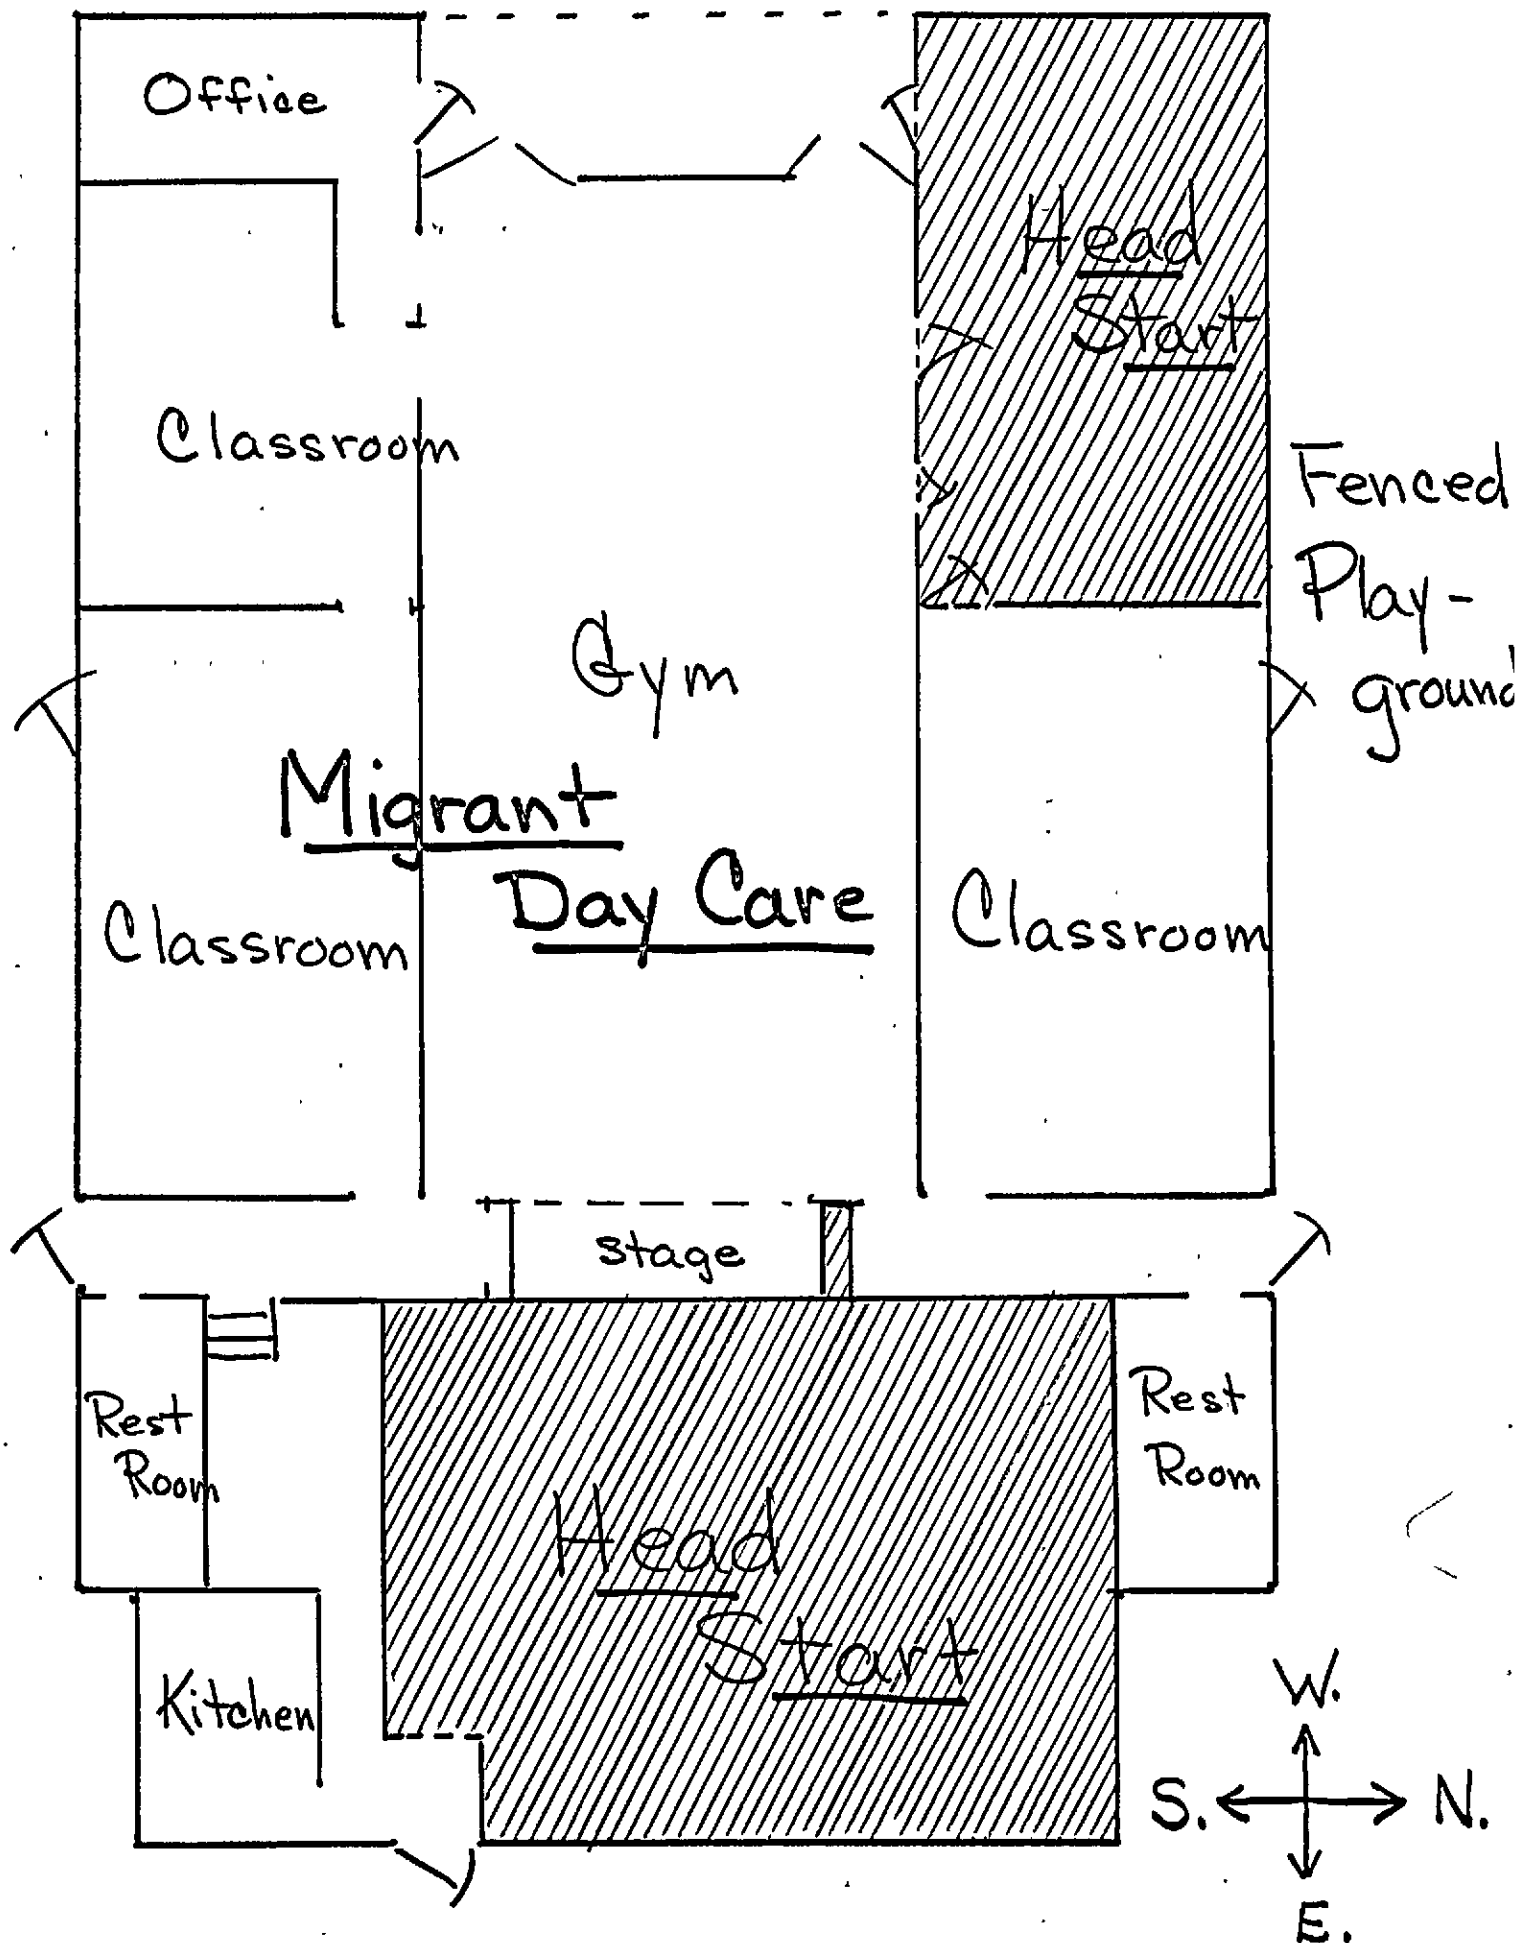 Office
Head
Start
Classroom
Fenced
Play-
ground
Gym
Migrant
Day Care
Classroom
Classroom
stage
Rest
Room
Rest
Room
Head
Start
Kitchen
W.
S.
N.
E.